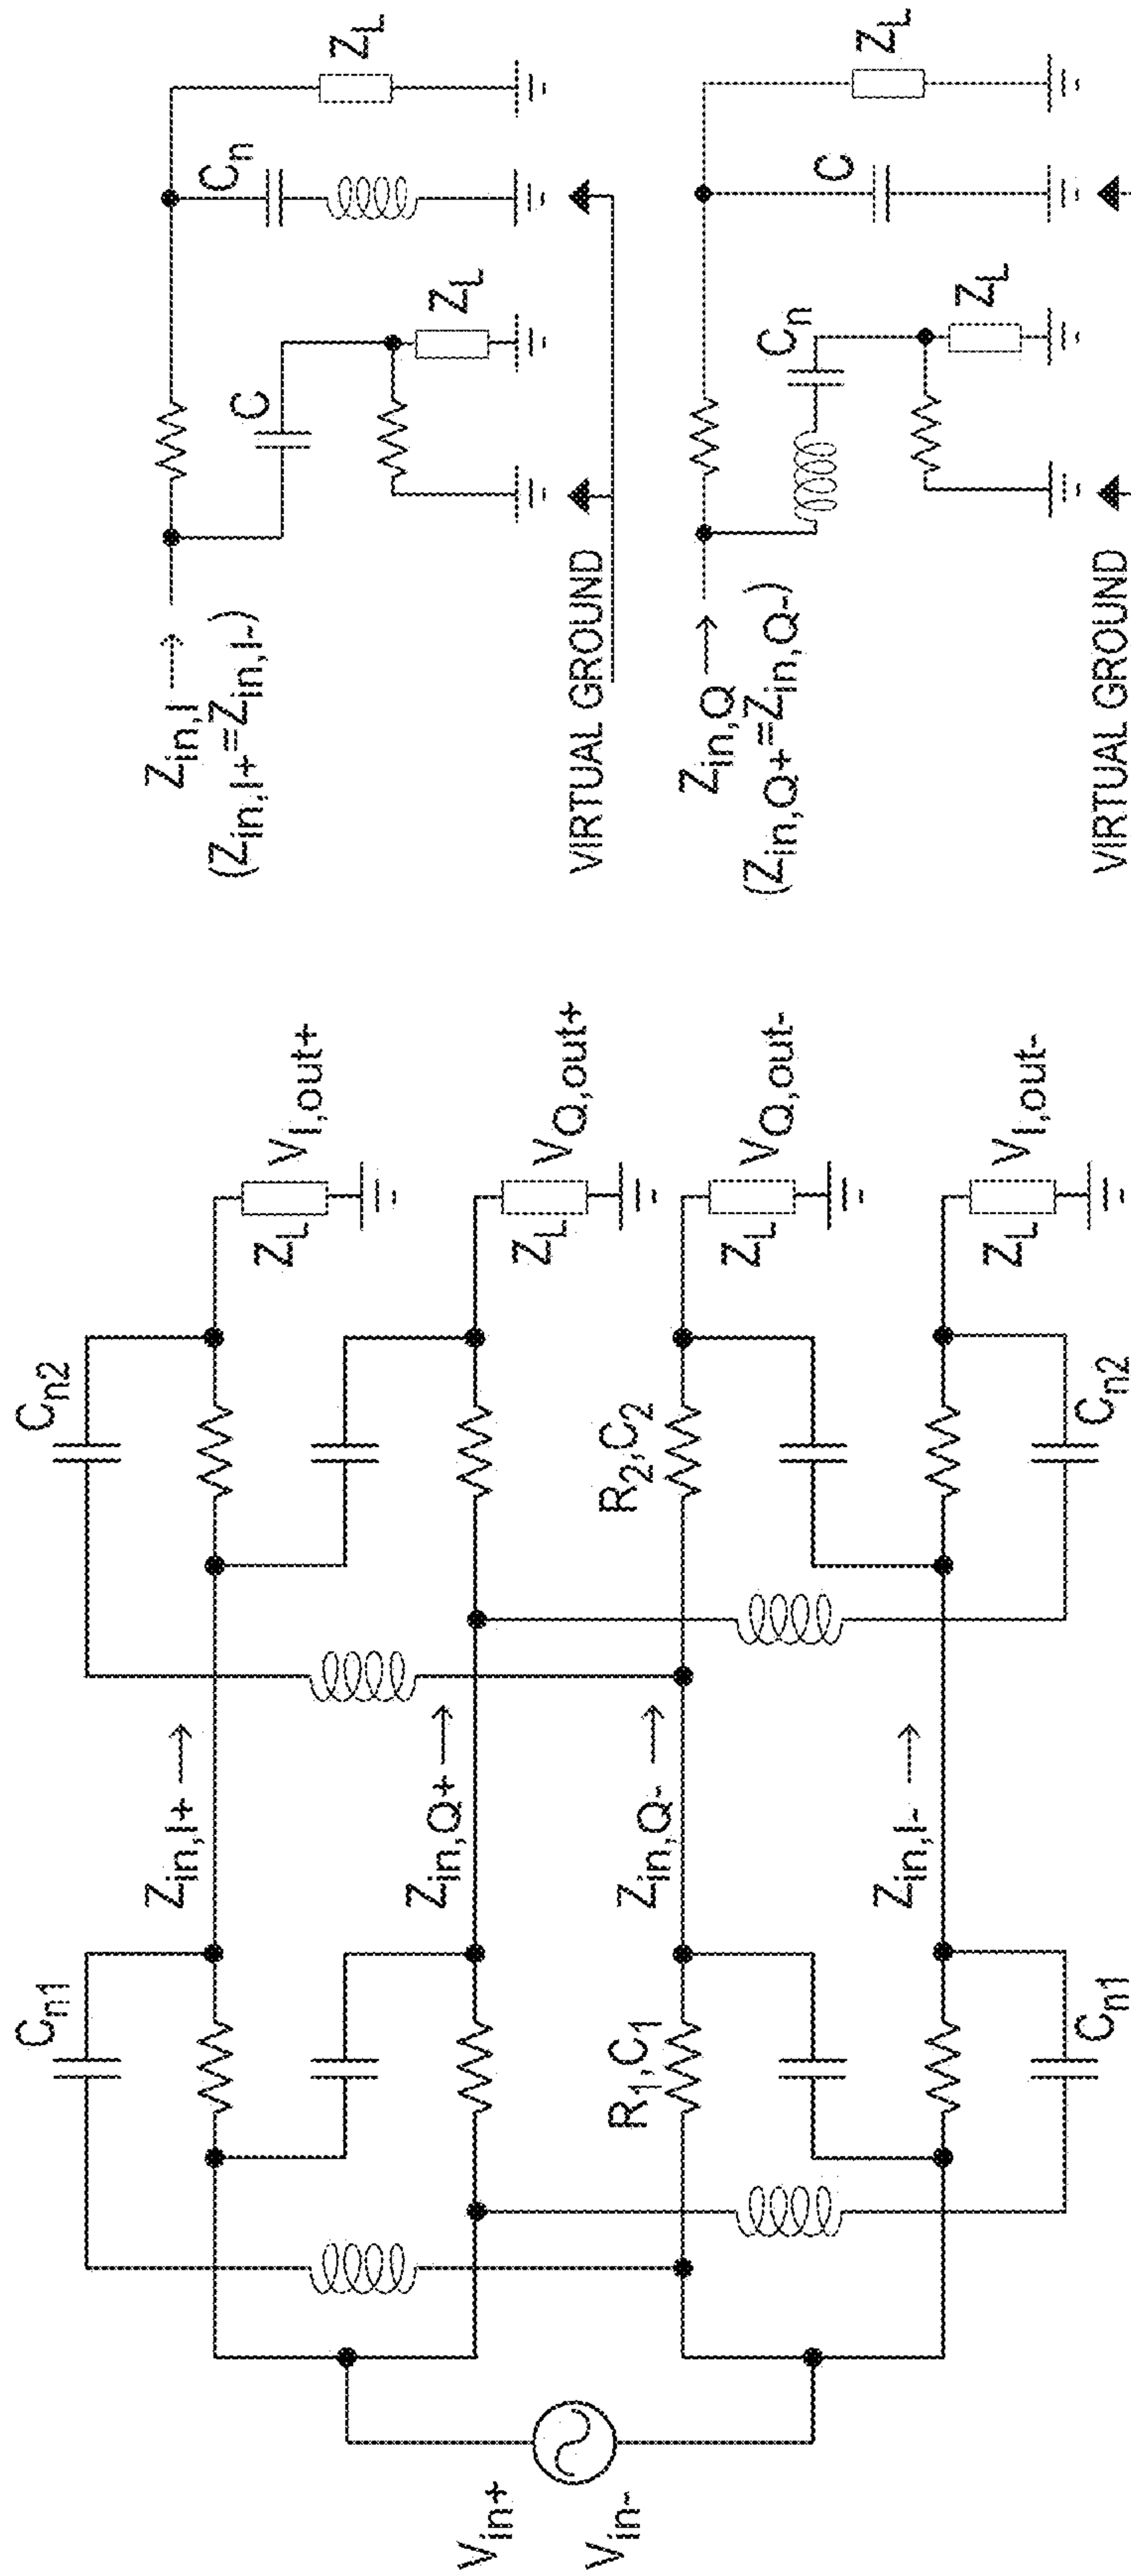 V_in+
V_in-
C_n1
R_1, C_1
C_n1
Z_in,I+
Z_in,Q+
Z_in,Q-
Z_in,I-
C_n2
R_2, C_2
C_n2
Z_L
V_I,out+
Z_L
V_Q,out+
Z_L
V_Q,out-
Z_L
V_I,out-
Z_in,I
(Z_in,I+=Z_in,I-)
C
Z_L
C_n
Z_L
VIRTUAL GROUND
Z_in,Q
(Z_in,Q+=Z_in,Q-)
C_n
Z_L
C
Z_L
VIRTUAL GROUND